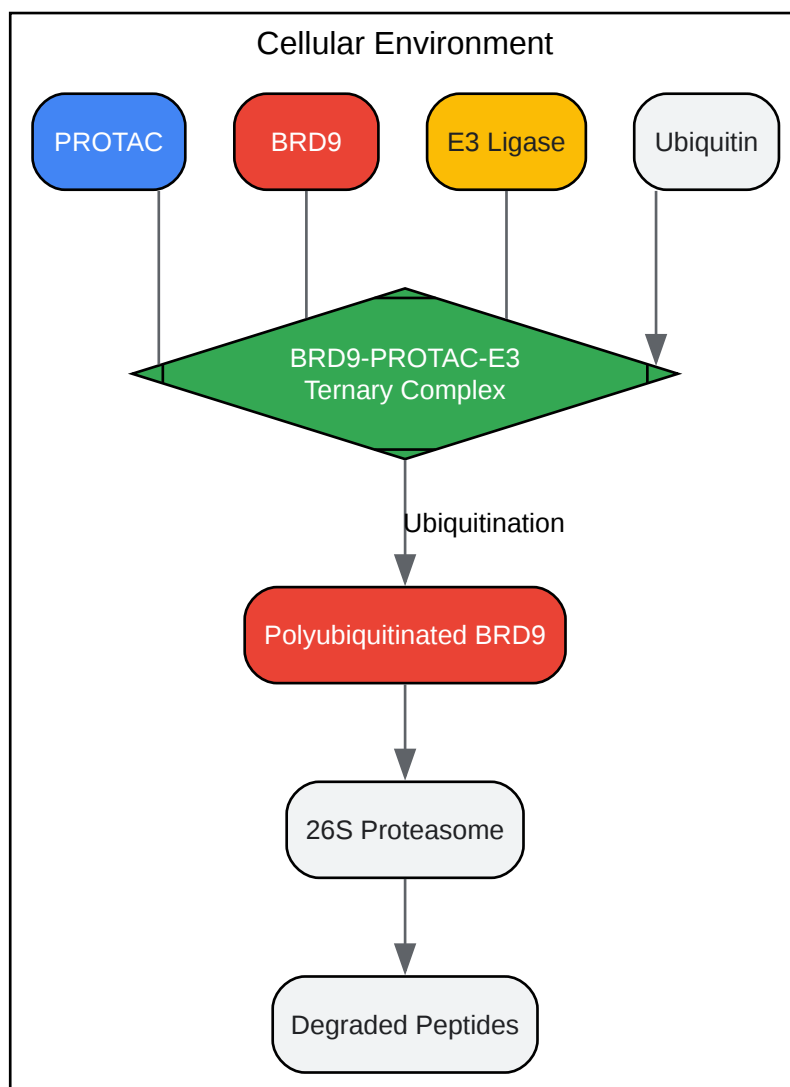 Cellular Environment
PROTAC
BRD9
E3 Ligase
Ubiquitin
BRD9-PROTAC-E3
Ternary Complex
Ubiquitination
Polyubiquitinated BRD9
26S Proteasome
Degraded Peptides